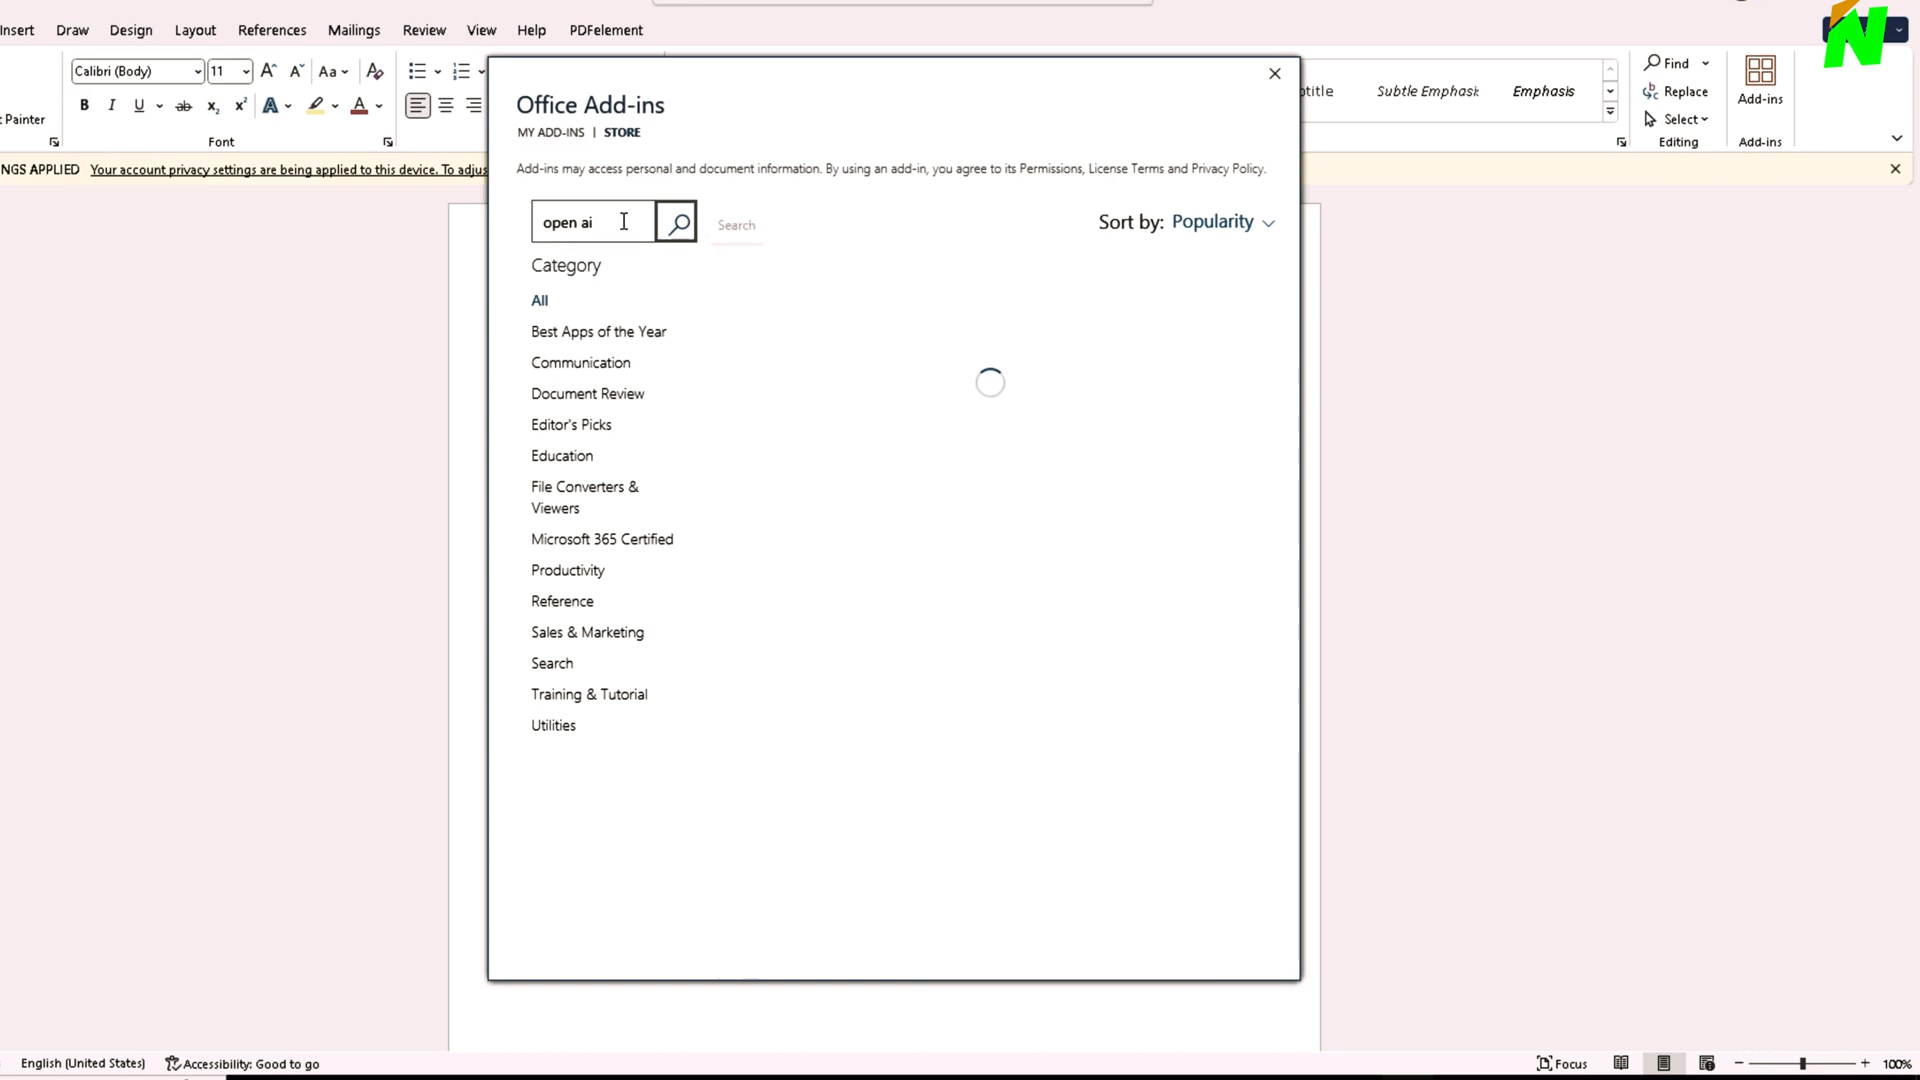 Insert Draw Design Layout References Mailings Review View Help PDFelement
Calibri (Body) 11 Aa
B I U ab x₂ x² A A
t Painter
Font
Subtle Emphasis Emphasis
Find
Replace
Select
Editing
Add-ins
Add-ins
NGS APPLIED Your account privacy settings are being applied to this device. To adjus
Office Add-ins
MY ADD-INS | STORE
Add-ins may access personal and document information. By using an add-in, you agree to its Permissions, License Terms and Privacy Policy.
open ai Search Sort by: Popularity
Category
All
Best Apps of the Year
Communication
Document Review
Editor's Picks
Education
File Converters &
Viewers
Microsoft 365 Certified
Productivity
Reference
Sales & Marketing
Search
Training & Tutorial
Utilities
N
English (United States) Accessibility: Good to go Focus 100%